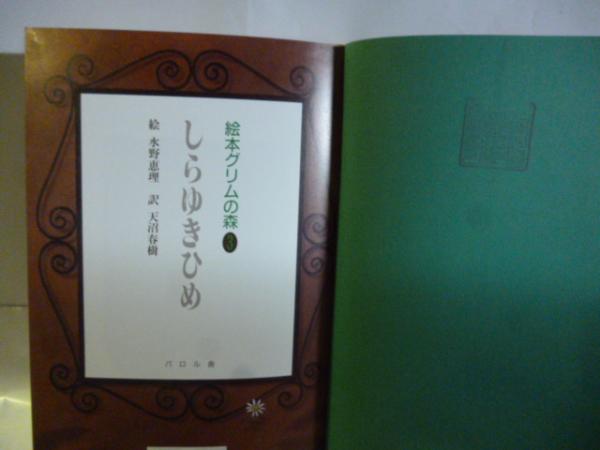 絵本グリムの森3
しらゆきひめ
絵 水野恵理 訳 天沼春樹
パロル舎